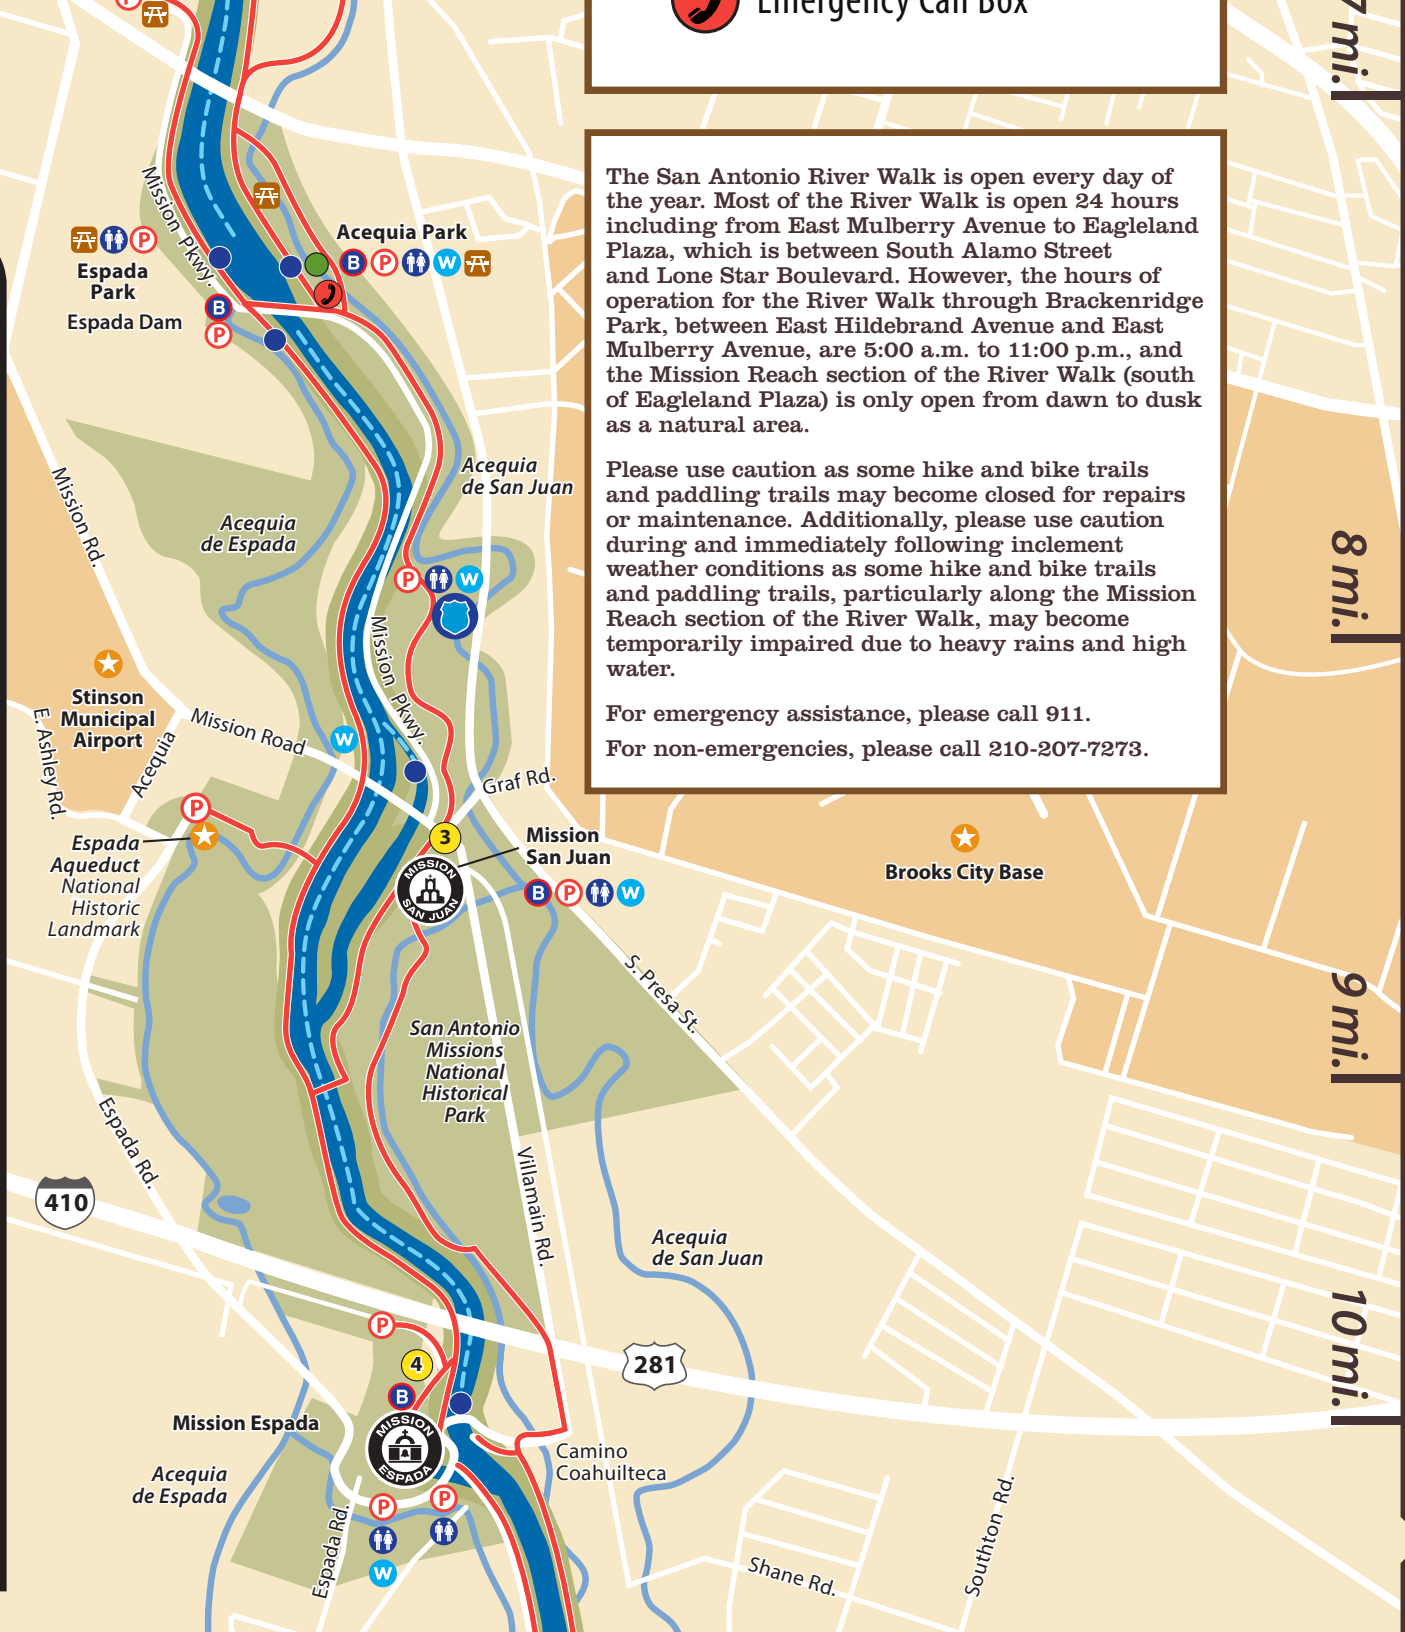 Emergency Call Box
7 mi.
The San Antonio River Walk is open every day of
the year. Most of the River Walk is open 24 hours
including from East Mulberry Avenue to Eagleland
Plaza, which is between South Alamo Street
and Lone Star Boulevard. However, the hours of
operation for the River Walk through Brackenridge
Park, between East Hildebrand Avenue and East
Mulberry Avenue, are 5:00 a.m. to 11:00 p.m., and
the Mission Reach section of the River Walk (south
of Eagleland Plaza) is only open from dawn to dusk
as a natural area.
Please use caution as some hike and bike trails
and paddling trails may become closed for repairs
or maintenance. Additionally, please use caution
during and immediately following inclement
weather conditions as some hike and bike trails
and paddling trails, particularly along the Mission
Reach section of the River Walk, may become
temporarily impaired due to heavy rains and high
water.
For emergency assistance, please call 911.
For non-emergencies, please call 210-207-7273.
P
Mission Pkwy.
P
Espada
Park
Espada Dam
B
P
Acequia Park
B P W
Mission Rd.
Acequia
de San Juan
Acequia
de Espada
P W
Mission Pkwy.
8 mi.
Stinson
Municipal
Airport
E. Ashley Rd.
Acequia
Mission Road
W
Graf Rd.
P
Espada
Aqueduct
National
Historic
Landmark
3
MISSION
SAN JUAN
Mission
San Juan
B P W
Brooks City Base
S. Presa St.
9 mi.
San Antonio
Missions
National
Historical
Park
Espada Rd.
Villamain Rd.
410
Acequia
de San Juan
10 mi.
P
4
B
281
Mission Espada
MISSION
ESPADA
Acequia
de Espada
Camino
Coahuilteca
P
P
W
Espada Rd.
Shane Rd.
Southton Rd.